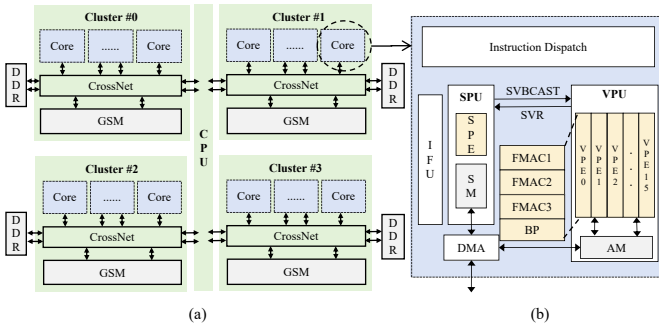 Cluster #0
Core
......
Core
DDR
CrossNet
GSM
Cluster #1
Core
......
Core
CrossNet
DDR
GSM
CPU
Cluster #2
Core
......
Core
DDR
CrossNet
GSM
Cluster #3
Core
......
Core
CrossNet
DDR
GSM
(a)
Instruction Dispatch
IFU
SPU
SPE
SM
SVBCAST
SVR
VPU
VPE0
VPE1
VPE2
...
VPE15
FMAC1
FMAC2
FMAC3
BP
DMA
AM
(b)